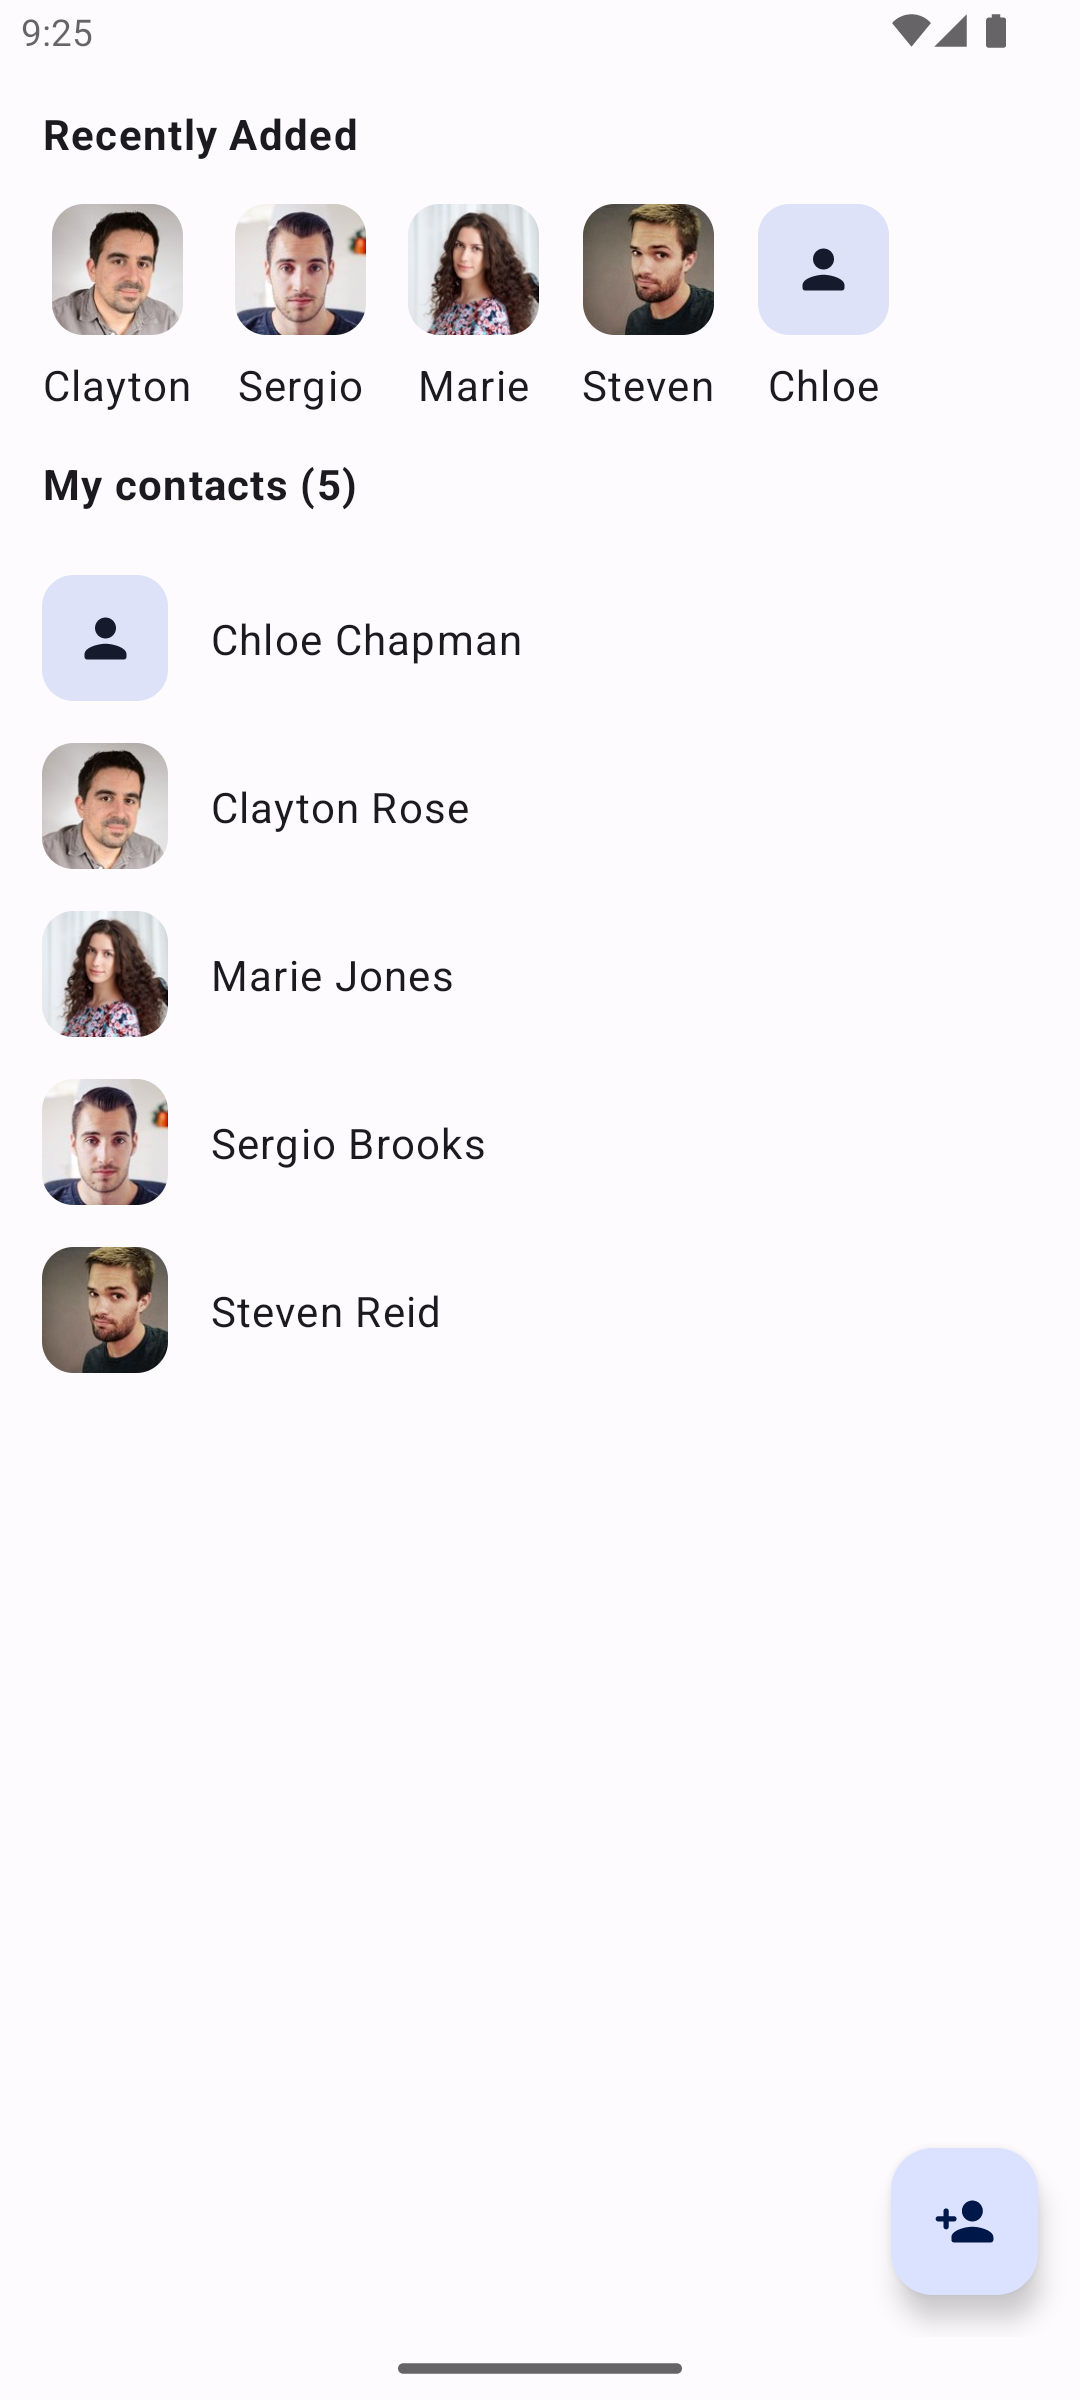 9:25
Recently Added
Clayton Sergio Marie Steven Chloe
My contacts (5)
Chloe Chapman
Clayton Rose
Marie Jones
Sergio Brooks
Steven Reid